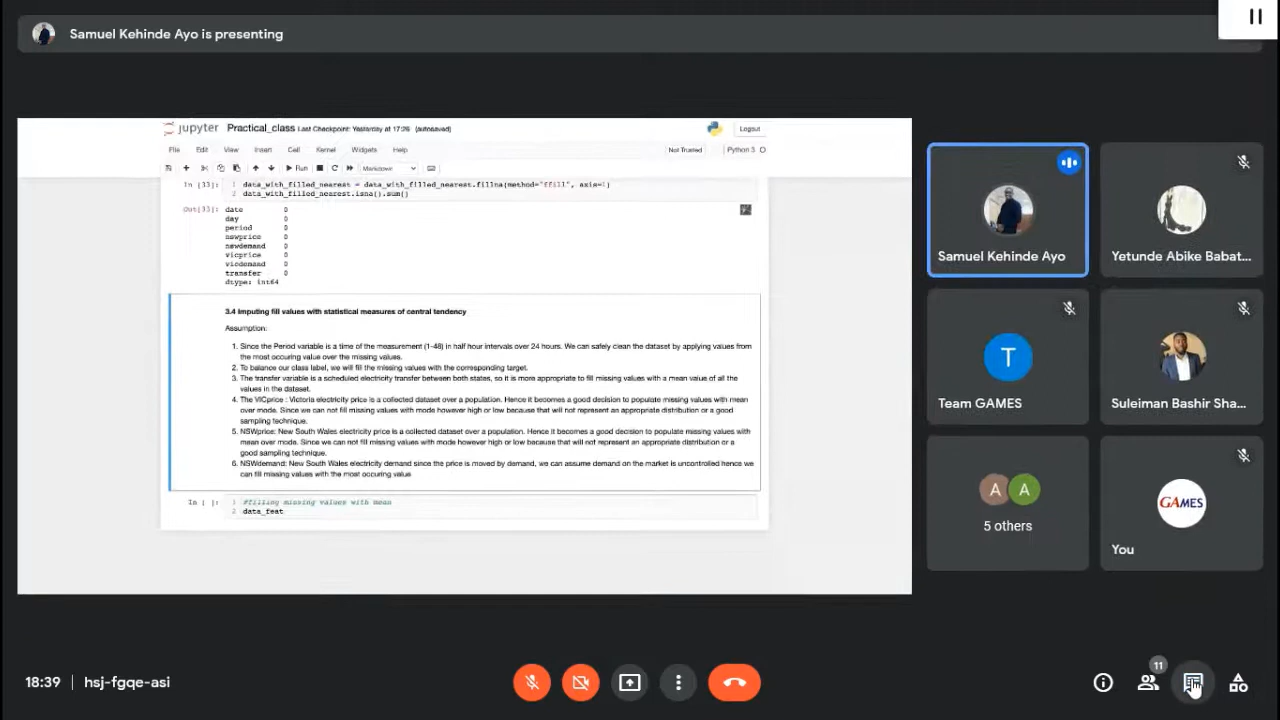 Samuel Kehinde Ayo is presenting
jupyter Practical_class Last Checkpoint: Yesterday at 17:26 (autosaved)
Logout
File Edit View Insert Cell Kernel Widgets Help
Not Trusted Python 3
Run Markdown
In [33]: 1 data_with_filled_nearest = data_with_filled_nearest.fillna(method="ffill", axis=1)
2 data_with_filled_nearest.isna().sum()
Out[33]: date 0
day 0
period 0
nswprice 0
nswdemand 0
vicprice 0
vicdemand 0
transfer 0
dtype: int64
3.4 Imputing fill values with statistical measures of central tendency
Assumption:
1. Since the Period variable is a time of the measurement (1-48) in half hour intervals over 24 hours. We can safely clean the dataset by applying values from
the most occuring value over the missing values.
2. To balance our class label, we will fill the missing values with the corresponding target.
3. The transfer variable is a scheduled electricity transfer between both states, so it is more appropriate to fill missing values with a mean value of all the
values in the dataset.
4. The VICprice : Victoria electricity price is a collected dataset over a population. Hence it becomes a good decision to populate missing values with mean
over mode. Since we can not fill missing values with mode however high or low because that will not represent an appropriate distribution or a good
sampling technique.
5. NSWprice: New South Wales electricity price is a collected dataset over a population. Hence it becomes a good decision to populate missing values with
mean over mode. Since we can not fill missing values with mode however high or low because that will not represent an appropriate distribution or a
good sampling technique.
6. NSWdemand: New South Wales electricity demand since the price is moved by demand, we can assume demand on the market is uncontrolled hence we
can fill missing values with the most occuring value
In [ ]: 1 #filling missing values with mean
2 data_feat
Samuel Kehinde Ayo
Yetunde Abike Babat...
T
Team GAMES
Suleiman Bashir Sha...
A A
5 others
GAMES
You
18:39 | hsj-fgqe-asi
11